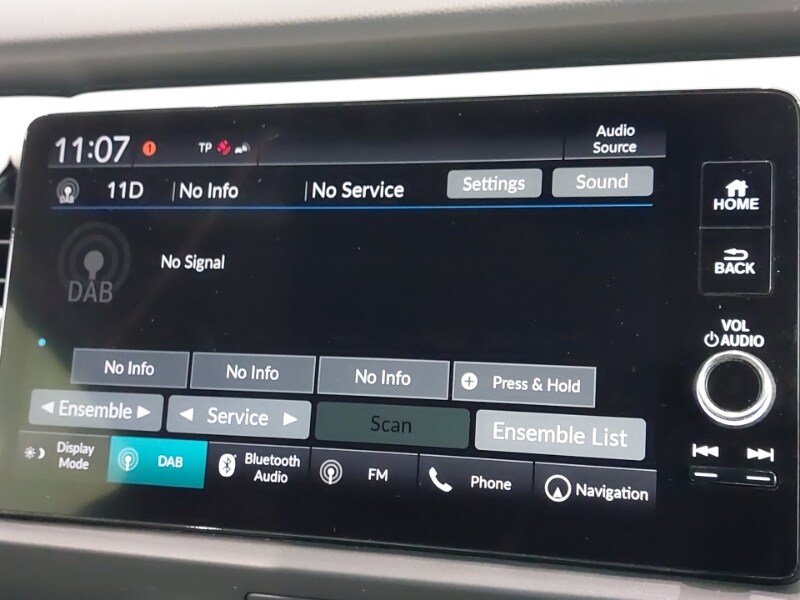 11:07 1 TP
Audio
Source
DAB 11D No Info No Service Settings Sound
HOME
DAB
No Signal
BACK
VOL
AUDIO
No Info No Info No Info Press & Hold
Ensemble Service Scan Ensemble List
Display
Mode
DAB
Bluetooth
Audio
FM
Phone
Navigation